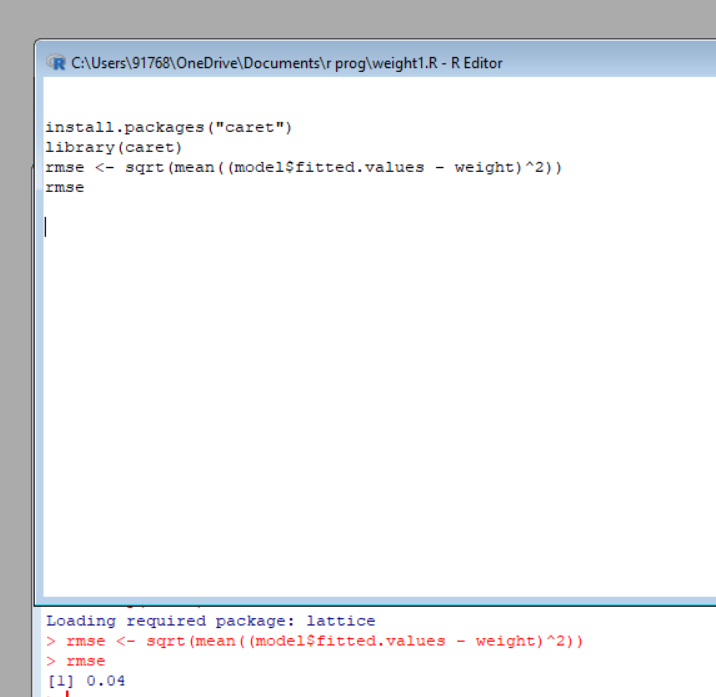 C:\Users\91768\OneDrive\Documents\r prog\weight1.R - R Editor
install.packages("caret")
library(caret)
rmse <- sqrt(mean((model$fitted.values - weight)^2))
rmse
Loading required package: lattice
> rmse <- sqrt(mean((model$fitted.values - weight)^2))
> rmse
[1] 0.04